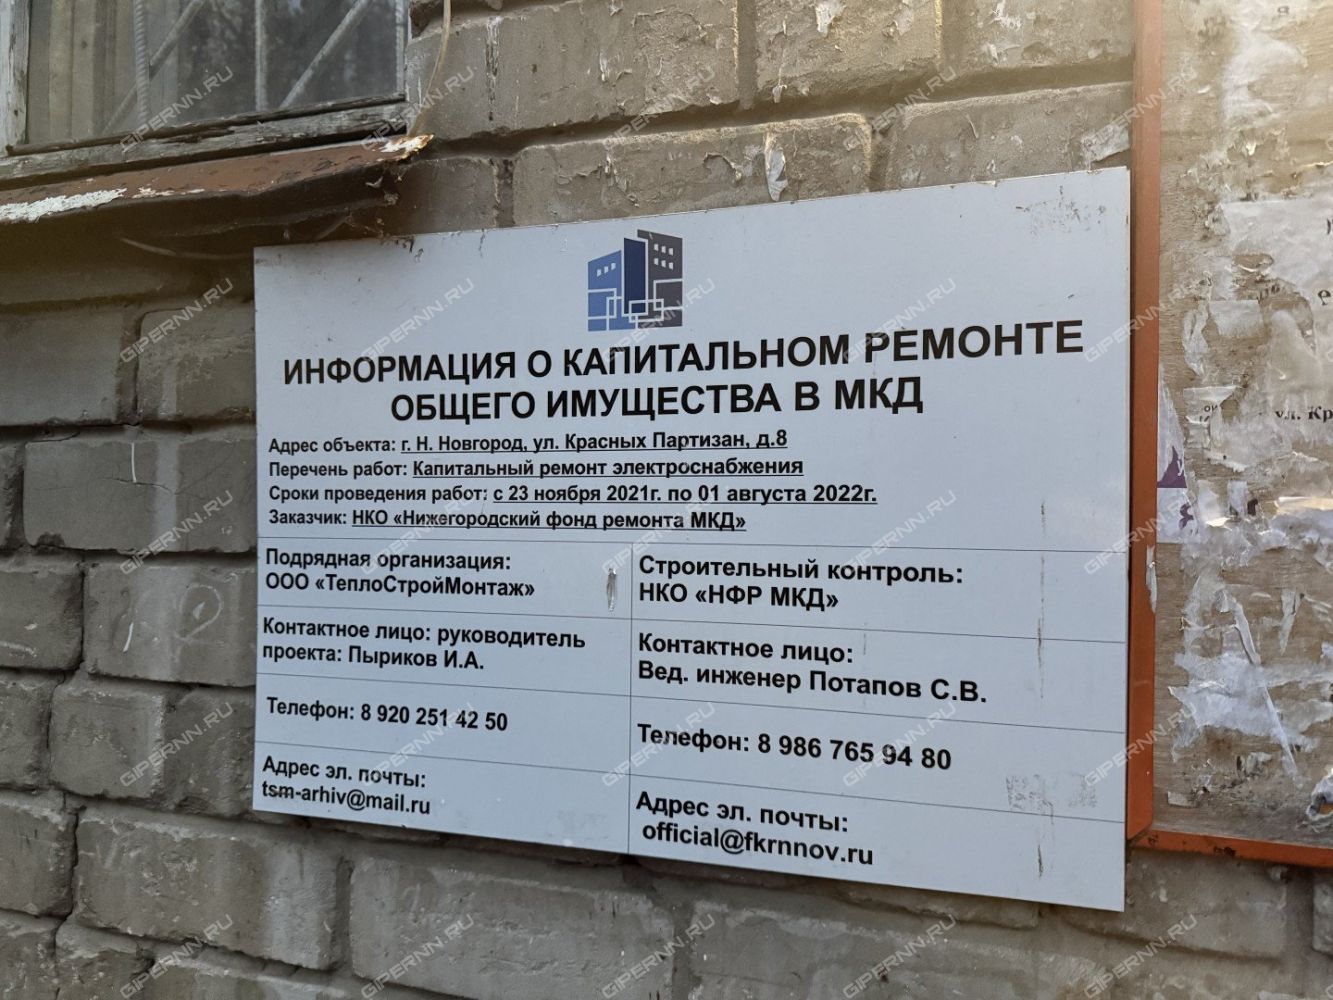 ИНФОРМАЦИЯ О КАПИТАЛЬНОМ РЕМОНТЕ
ОБЩЕГО ИМУЩЕСТВА В МКД
Адрес объекта: г. Н. Новгород, ул. Красных Партизан, д.8
Перечень работ: Капитальный ремонт электроснабжения
Сроки проведения работ: с 23 ноября 2021г. по 01 августа 2022г.
Заказчик: НКО «Нижегородский фонд ремонта МКД»
Подрядная организация:
ООО «ТеплоСтройМонтаж»
Контактное лицо: руководитель
проекта: Пыриков И.А.
Телефон: 8 920 251 42 50
Адрес эл. почты:
tsm-arhiv@mail.ru
Строительный контроль:
НКО «НФР МКД»
Контактное лицо:
Вед. инженер Потапов С.В.
Телефон: 8 986 765 94 80
Адрес эл. почты:
official@fkrnnov.ru
ул. Кр
GIPERNN.RU